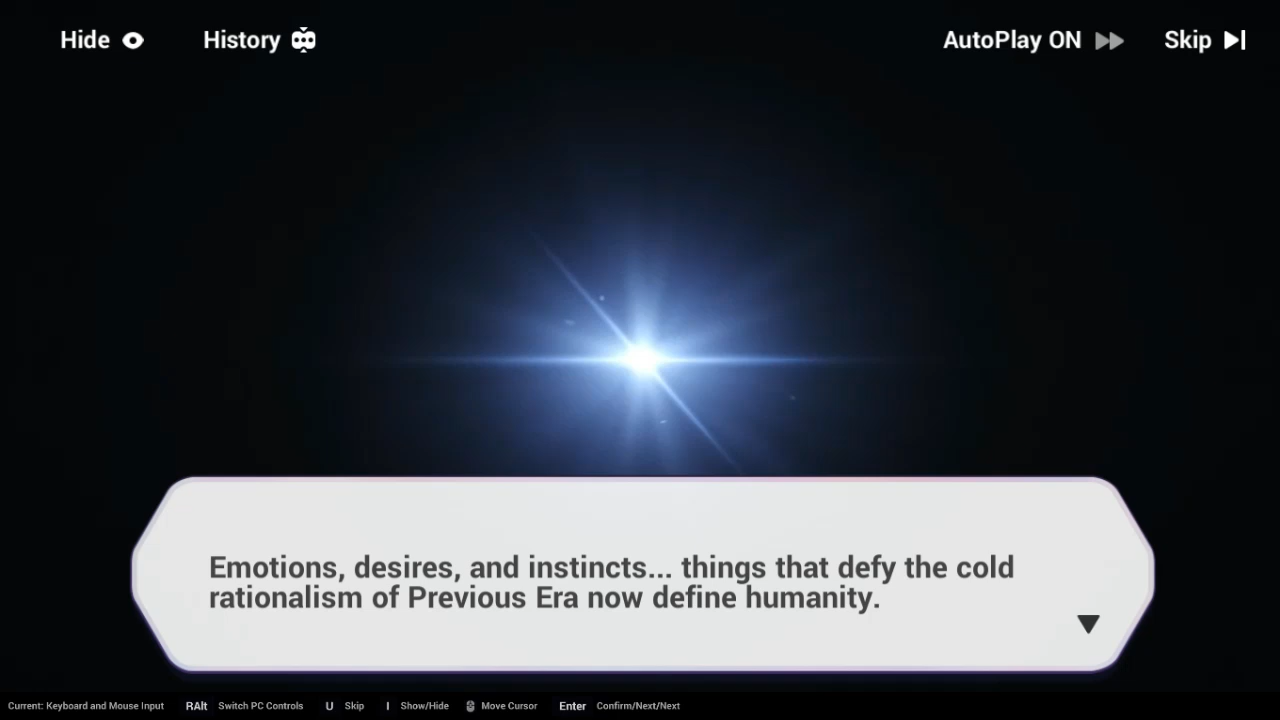 Hide
History
AutoPlay ON
Skip
Emotions, desires, and instincts... things that defy the cold
rationalism of Previous Era now define humanity.
Current: Keyboard and Mouse Input RAlt Switch PC Controls U Skip I Show/Hide Move Cursor Enter Confirm/Next/Next